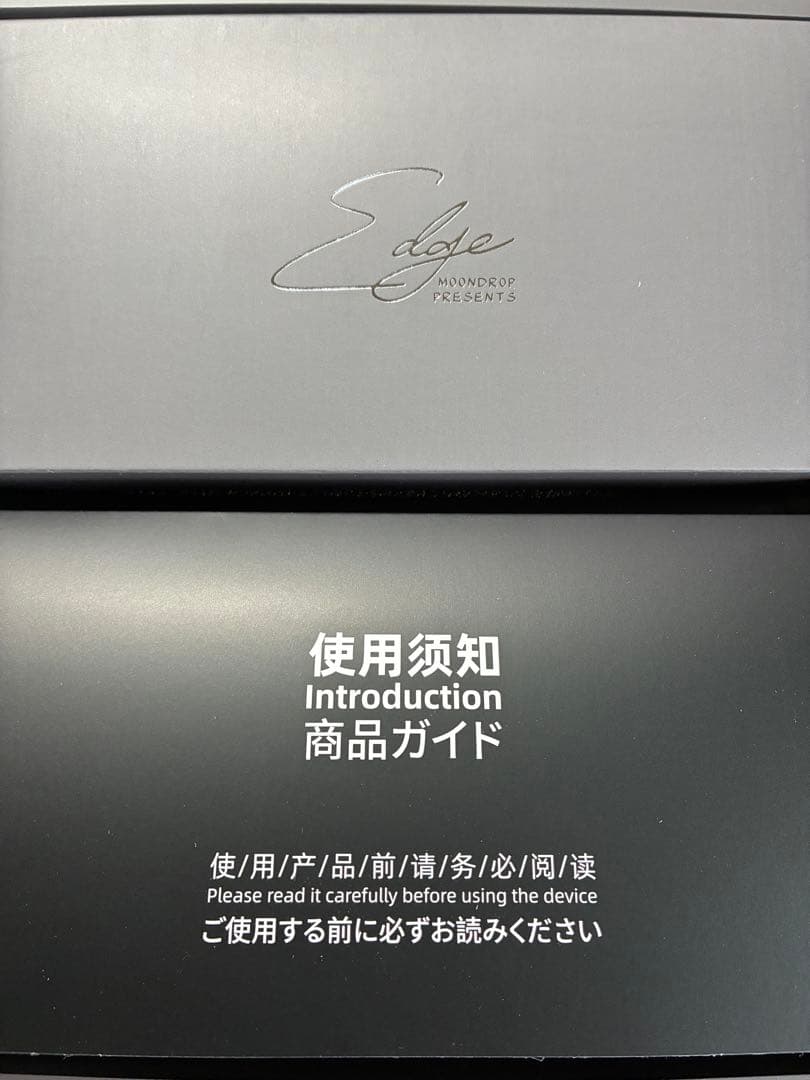 Edge
MOONDROP
PRESENTS
使用须知
Introduction
商品ガイド
使/用/产/品/前/请/务/必/阅/读
Please read it carefully before using the device
ご使用する前に必ずお読みください